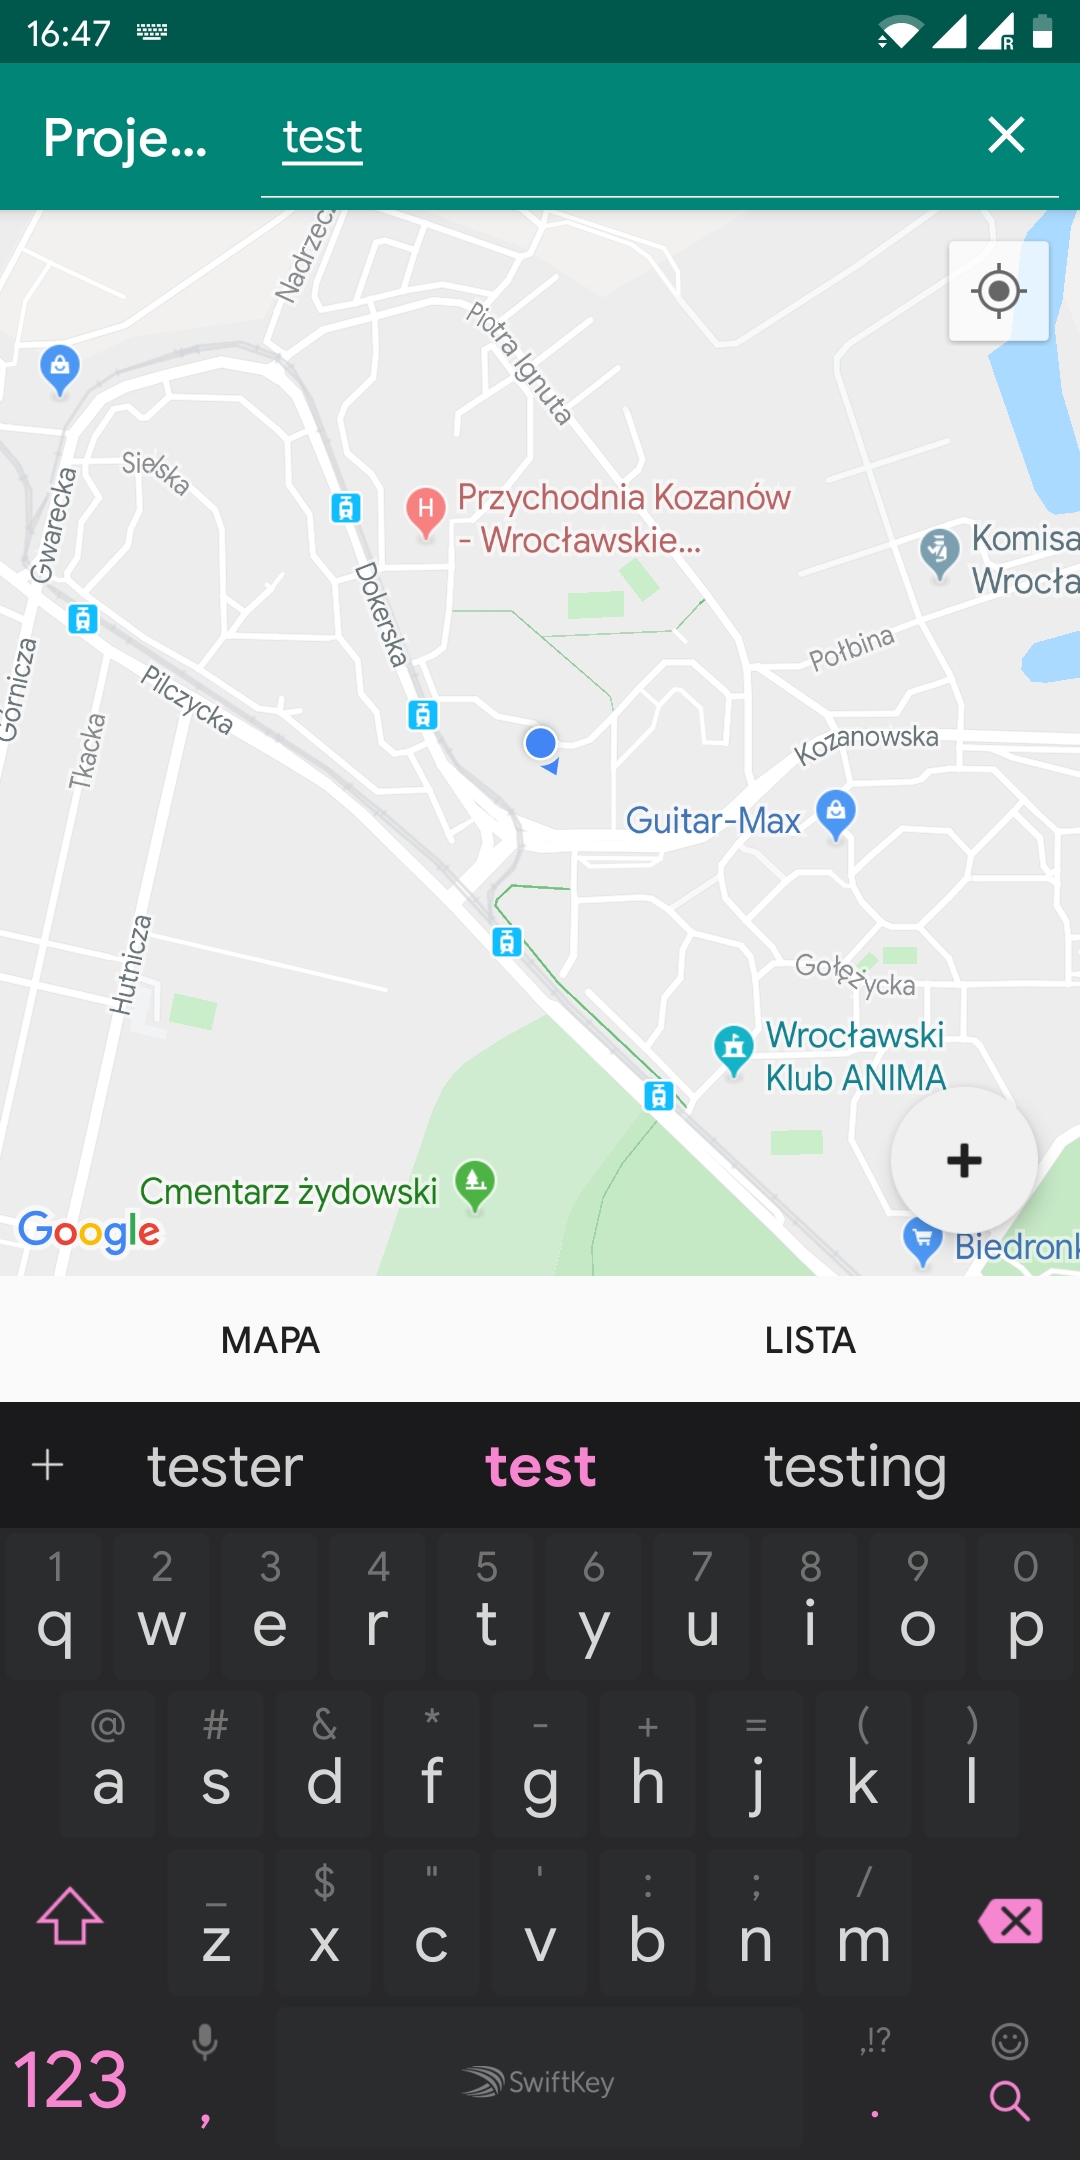 16:47
R
Proje...
test
Nadrzec
Piotra Ignuta
Sielska
Gwarecka
H
Przychodnia Kozanów
- Wrocławskie...
Komisa
Wrocła
Dokerska
Połbina
Górnicza
Pilczycka
Tkacka
Kozanowska
Guitar-Max
Hutnicza
Gołężycka
Wrocławski
Klub ANIMA
Cmentarz żydowski
Google
+
Biedronk
MAPA
LISTA
+ tester test testing
1 2 3 4 5 6 7 8 9 0
q w e r t y u i o p
@ # & * - + = ( )
a s d f g h j k l
_ $ " ' : ; /
z x c v b n m
,!?
123 , SwiftKey .